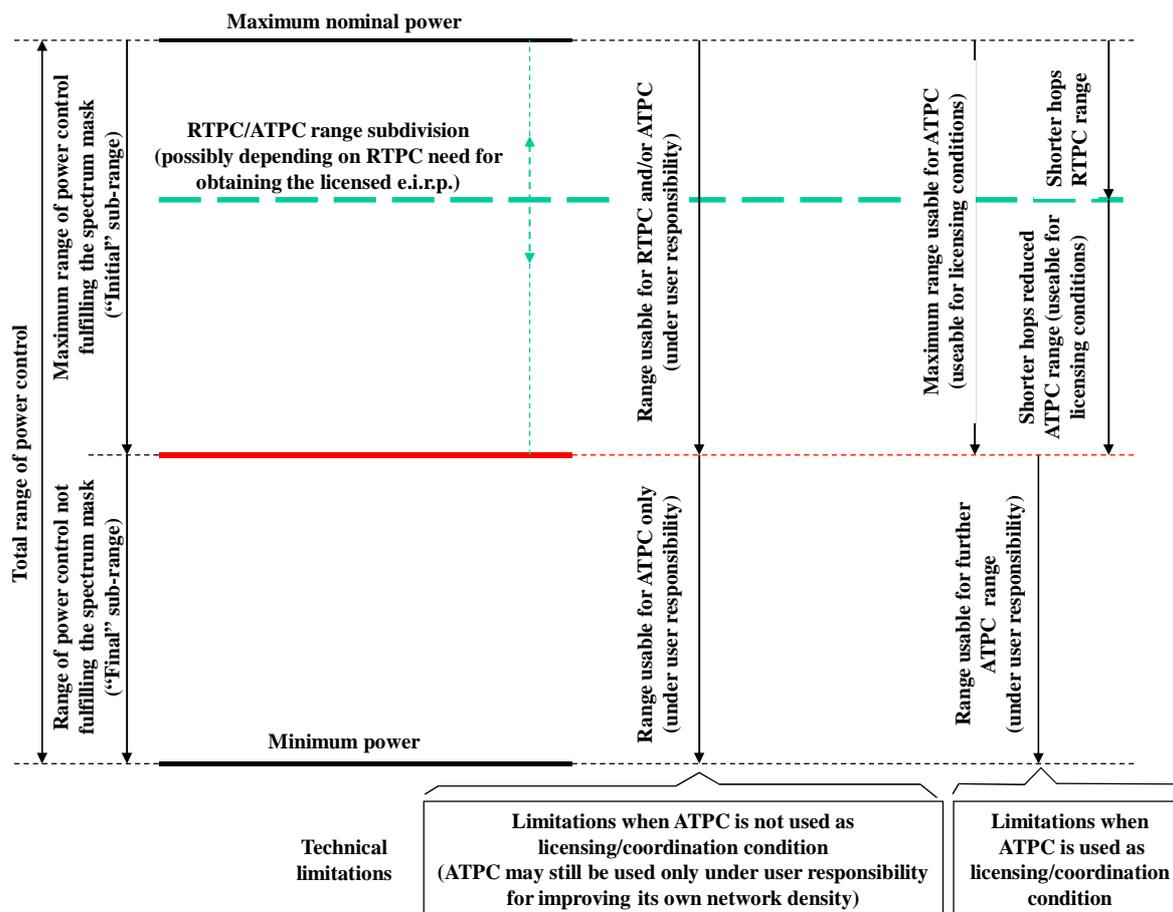 Maximum nominal power
RTPC/ATPC range subdivision
(possibly depending on RTPC need for
obtaining the licensed e.i.r.p.)
Total range of power control
Maximum range of power control
fulfilling the spectrum mask
(“Initial” sub-range)
Range of power control not
fulfilling the spectrum mask
(“Final” sub-range)
Range usable for RTPC and/or ATPC
(under user responsibility)
Range usable for ATPC only
(under user responsibility)
Maximum range usable for ATPC
(useable for licensing conditions)
Shorter hops
RTPC range
Shorter hops reduced
ATPC range (useable for
licensing conditions)
Range usable for further
ATPC range
(under user responsibility)
Minimum power
Technical
limitations
Limitations when ATPC is not used as
licensing/coordination condition
(ATPC may still be used only under user responsibility
for improving its own network density)
Limitations when
ATPC is used as
licensing/coordination
condition